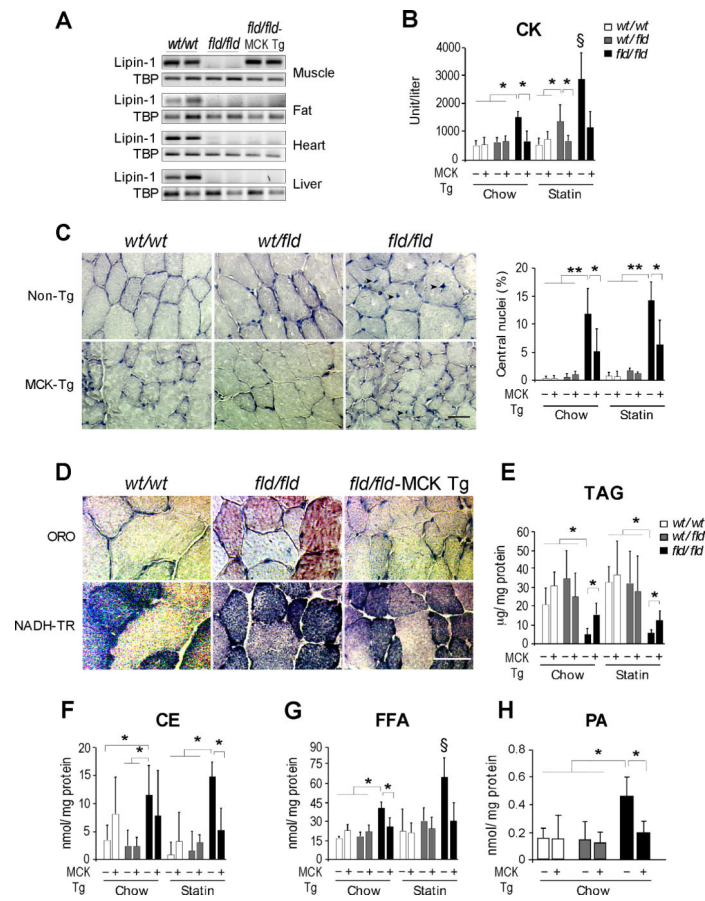 A
wt/wt
fld/fld
fld/fld-
MCK Tg
Lipin-1
TBP
Muscle
Lipin-1
TBP
Fat
Lipin-1
TBP
Heart
Lipin-1
TBP
Liver
B
CK
wt/wt
wt/fld
fld/fld
§
Unit/liter
4000
3000
2000
1000
0
* * * *
MCK – + – + – + – + – + – +
Tg
Chow Statin
C
wt/wt wt/fld fld/fld
Non-Tg
MCK-Tg
Central nuclei (%)
20
15
10
5
0
** * ** *
MCK – + – + – + – + – + – +
Tg
Chow Statin
D
wt/wt fld/fld fld/fld-MCK Tg
ORO
NADH-TR
E
TAG
wt/wt
wt/fld
fld/fld
µg/ mg protein
60
50
40
30
20
10
0
* *
* *
MCK – + – + – + – + – + – +
Tg
Chow Statin
F
CE
nmol/ mg protein
20
15
10
5
0
* * * *
MCK – + – + – + – + – + – +
Tg
Chow Statin
G
FFA
nmol/ mg protein
90
75
60
45
30
15
0
* *
§
MCK – + – + – + – + – + – +
Tg
Chow Statin
H
PA
nmol/ mg protein
0.8
0.6
0.4
0.2
0
* *
MCK – + – + – +
Tg
Chow